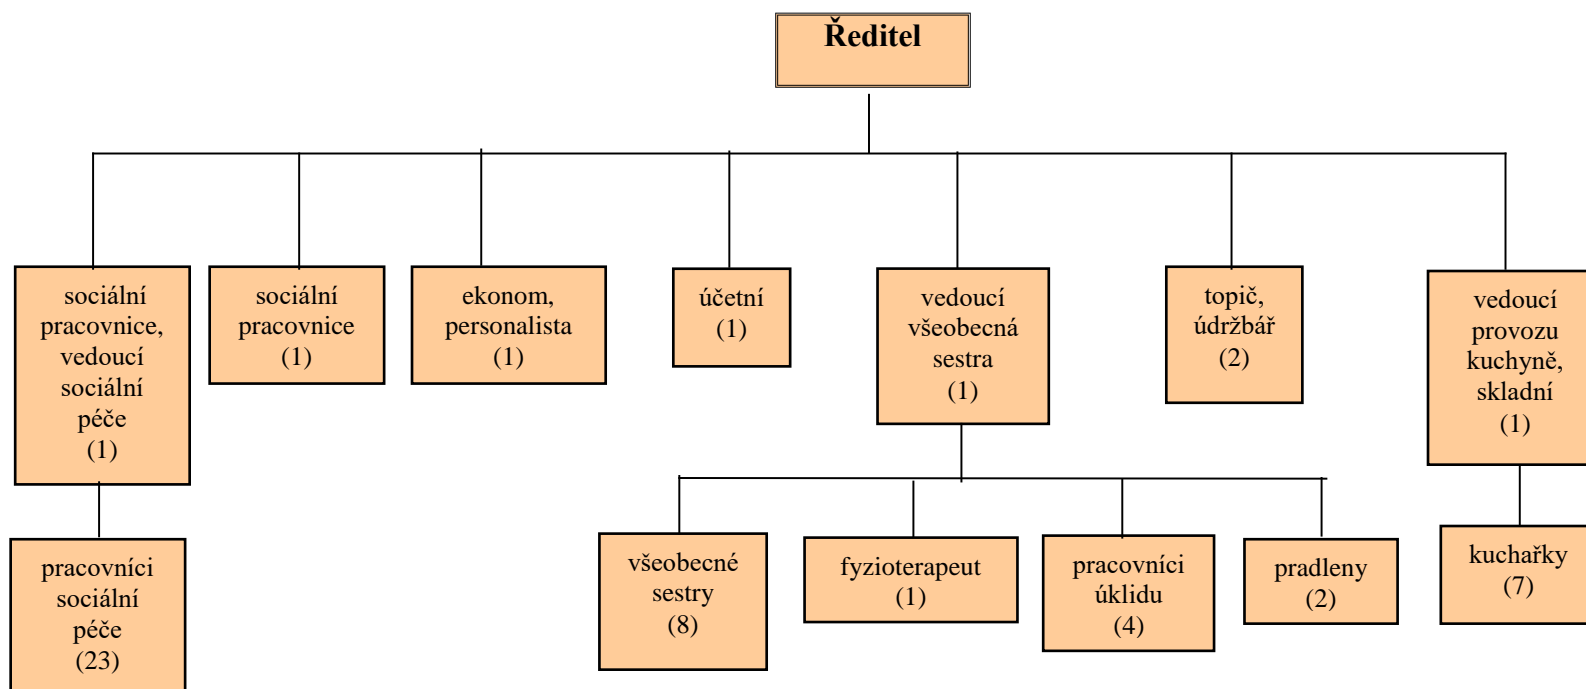 Ředitel
sociální
pracovnice,
vedoucí
sociální
péče
(1)
sociální
pracovnice
(1)
ekonom,
personalista
(1)
účetní
(1)
vedoucí
všeobecná
sestra
(1)
topič,
údržbář
(2)
vedoucí
provozu
kuchyně,
skladní
(1)
pracovníci
sociální
péče
(23)
všeobecné
sestry
(8)
fyzioterapeut
(1)
pracovníci
úklidu
(4)
pradleny
(2)
kuchařky
(7)